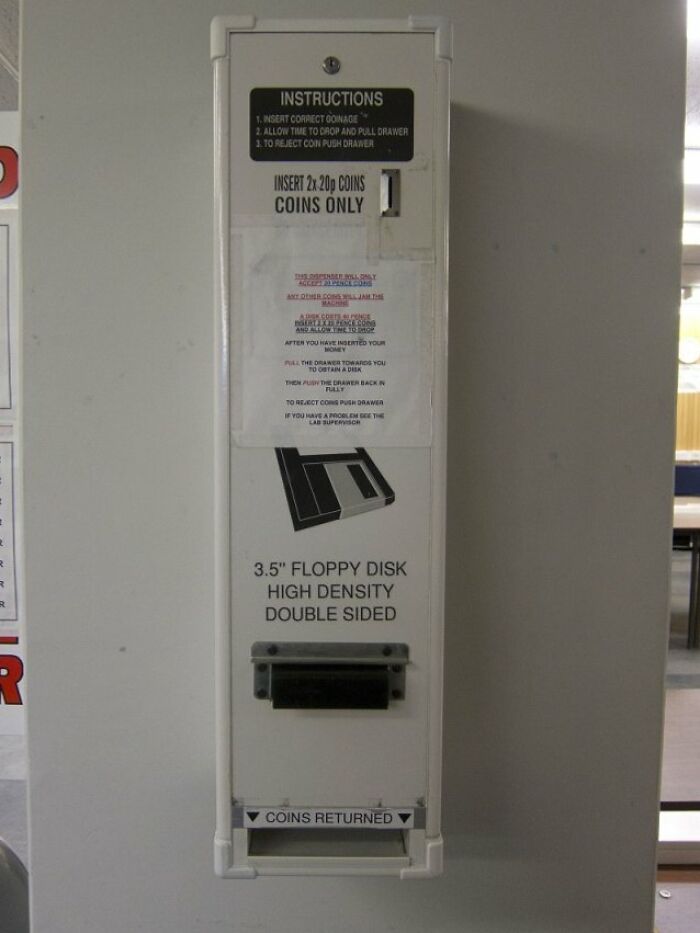 INSTRUCTIONS
1. INSERT CORRECT COINAGE
2. ALLOW TIME TO DROP AND PULL DRAWER
3. TO REJECT COIN PUSH DRAWER
INSERT 2x 20p COINS
COINS ONLY
THIS DISPENSER WILL ONLY
ACCEPT 20 PENCE COINS
ANY OTHER COINS WILL JAM THE
MACHINE
A DISK COSTS 40 PENCE
INSERT 2 X 20 PENCE COINS
AND ALLOW TIME TO DROP
AFTER YOU HAVE INSERTED YOUR
MONEY
PULL THE DRAWER TOWARDS YOU
TO OBTAIN A DISK
THEN PUSH THE DRAWER BACK IN
FULLY
TO REJECT COINS PUSH DRAWER
IF YOU HAVE A PROBLEM SEE THE
LAB SUPERVISOR
3.5" FLOPPY DISK
HIGH DENSITY
DOUBLE SIDED
▼ COINS RETURNED ▼